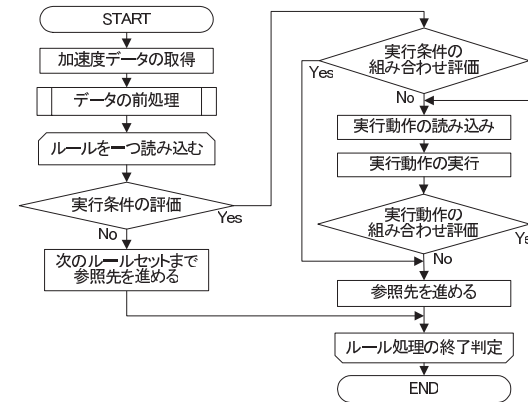 START
加速度データの取得
データの前処理
ルールを一つ読み込む
実行条件の評価
Yes
No
次のルールセットまで
参照先を進める
実行条件の
組み合わせ評価
Yes
No
実行動作の読み込み
実行動作の実行
実行動作の
組み合わせ評価
Yes
No
参照先を進める
ルール処理の終了判定
END